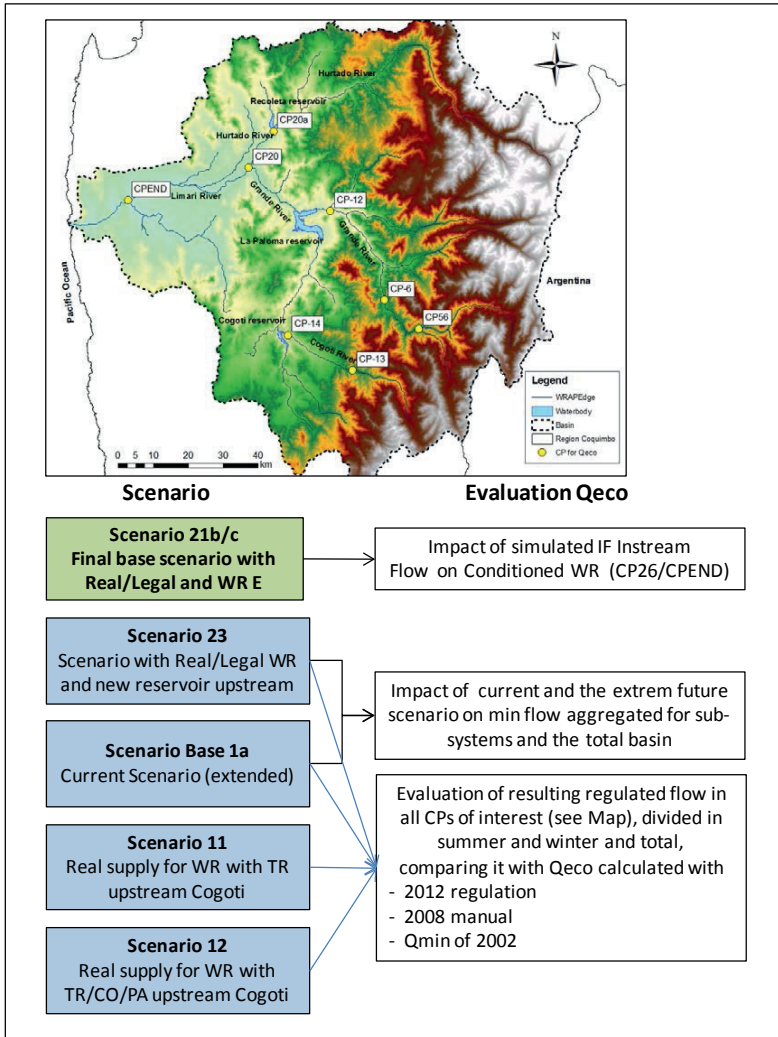 N
Hurtado River
Recoleta reservoir
CP20a
Hurtado River
CP20
CPEND
Limari River
Grande River
CP-12
La Paloma reservoir
Grande River
Pacific Ocean
Argentina
CP-6
CP56
Cogoti reservoir
CP-14
Cogoti River
CP-13
Legend
WRAPEdge
Waterbody
Basin
Region Coquimbo
CP for Qeco
0 5 10 20 30 40
km
Scenario
Evaluation Qeco
Scenario 21b/c
Final base scenario with
Real/Legal and WR E
Impact of simulated IF Instream
Flow on Conditioned WR (CP26/CPEND)
Scenario 23
Scenario with Real/Legal WR
and new reservoir upstream
Impact of current and the extrem future
scenario on min flow aggregated for sub-
systems and the total basin
Scenario Base 1a
Current Scenario (extended)
Evaluation of resulting regulated flow in
all CPs of interest (see Map), divided in
summer and winter and total,
comparing it with Qeco calculated with
- 2012 regulation
- 2008 manual
- Qmin of 2002
Scenario 11
Real supply for WR with TR
upstream Cogoti
Scenario 12
Real supply for WR with
TR/CO/PA upstream Cogoti